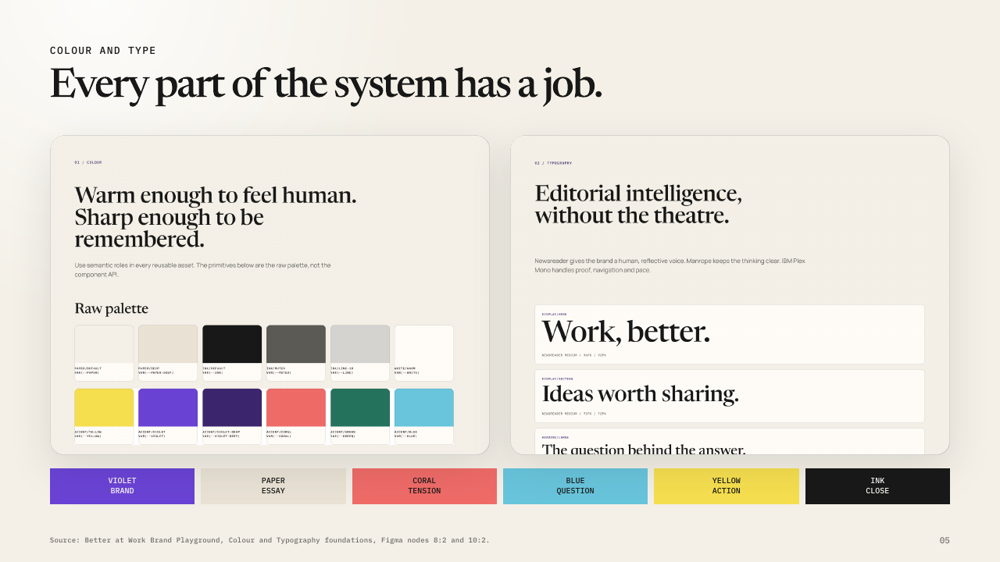 COLOUR AND TYPE
Every part of the system has a job.
01 / COLOUR
Warm enough to feel human.
Sharp enough to be
remembered.
Use semantic roles in every reusable asset. The primitives below are the raw palette, not the
component API.
Raw palette
PAPER/DEFAULT
VAR(--PAPER)
PAPER/DEEP
VAR(--PAPER-DEEP)
INK/DEFAULT
VAR(--INK)
INK/MUTED
VAR(--MUTED)
INK/LINE-18
VAR(--LINE)
WHITE/WARM
VAR(--WHITE)
ACCENT/YELLOW
VAR(--YELLOW)
ACCENT/VIOLET
VAR(--VIOLET)
ACCENT/VIOLET-DEEP
VAR(--VIOLET-DEEP)
ACCENT/CORAL
VAR(--CORAL)
ACCENT/GREEN
VAR(--GREEN)
ACCENT/BLUE
VAR(--BLUE)
02 / TYPOGRAPHY
Editorial intelligence,
without the theatre.
Newsreader gives the brand a human, reflective voice. Manrope keeps the thinking clear. IBM Plex
Mono handles proof, navigation and pace.
DISPLAY/HERO
Work, better.
NEWSREADER MEDIUM / 96PX / 92PX
DISPLAY/SECTION
Ideas worth sharing.
NEWSREADER MEDIUM / 72PX / 72PX
HEADING/LARGE
The question behind the answer.
VIOLET
BRAND
PAPER
ESSAY
CORAL
TENSION
BLUE
QUESTION
YELLOW
ACTION
INK
CLOSE
Source: Better at Work Brand Playground, Colour and Typography foundations, Figma nodes 8:2 and 10:2.
05